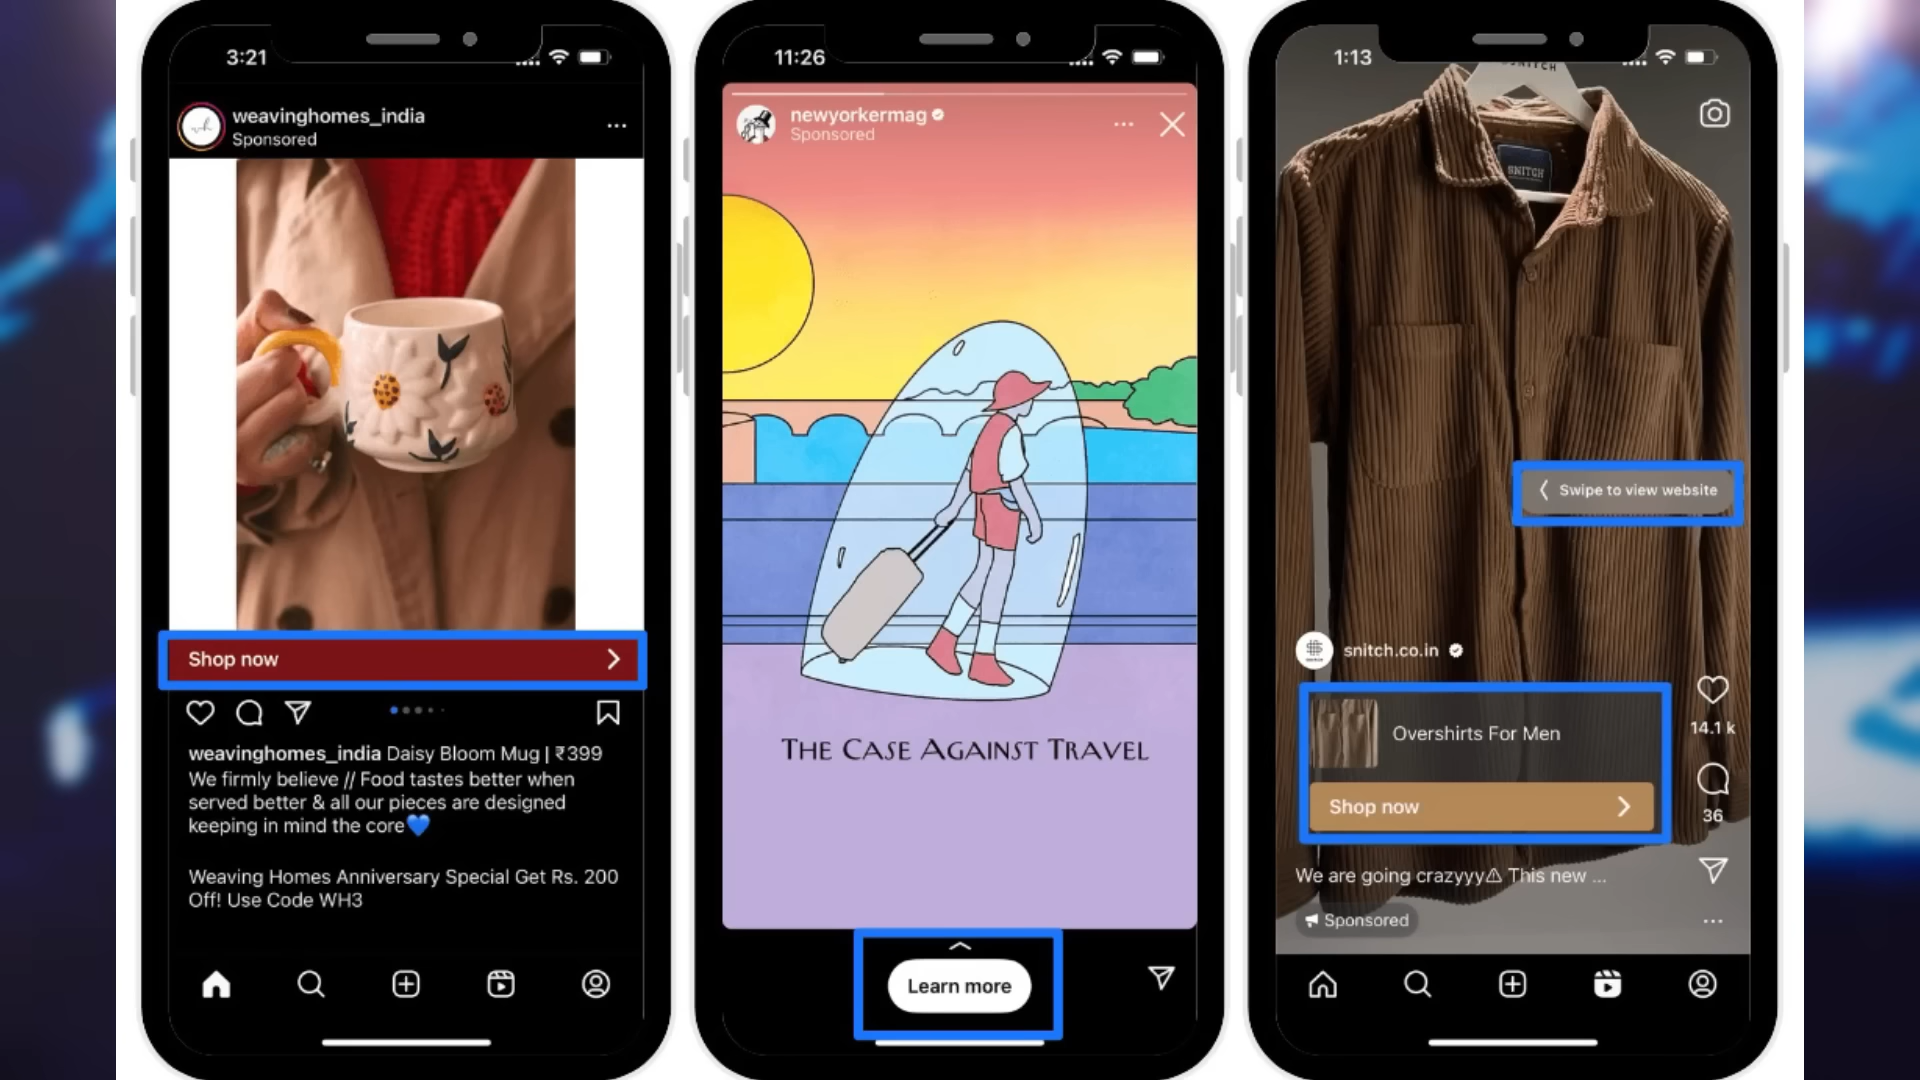 3:21
weavinghomes_india
Sponsored
Shop now
weavinghomes_india Daisy Bloom Mug | ₹399
We firmly believe // Food tastes better when
served better & all our pieces are designed
keeping in mind the core💙
Weaving Homes Anniversary Special Get Rs. 200
Off! Use Code WH3
11:26
newyorkermag
Sponsored
THE CASE AGAINST TRAVEL
Learn more
1:13
SNITCH
SNITCH
Swipe to view website
snitch.co.in
Overshirts For Men
Shop now
14.1 k
36
We are going crazyyy⚠ This new ...
Sponsored